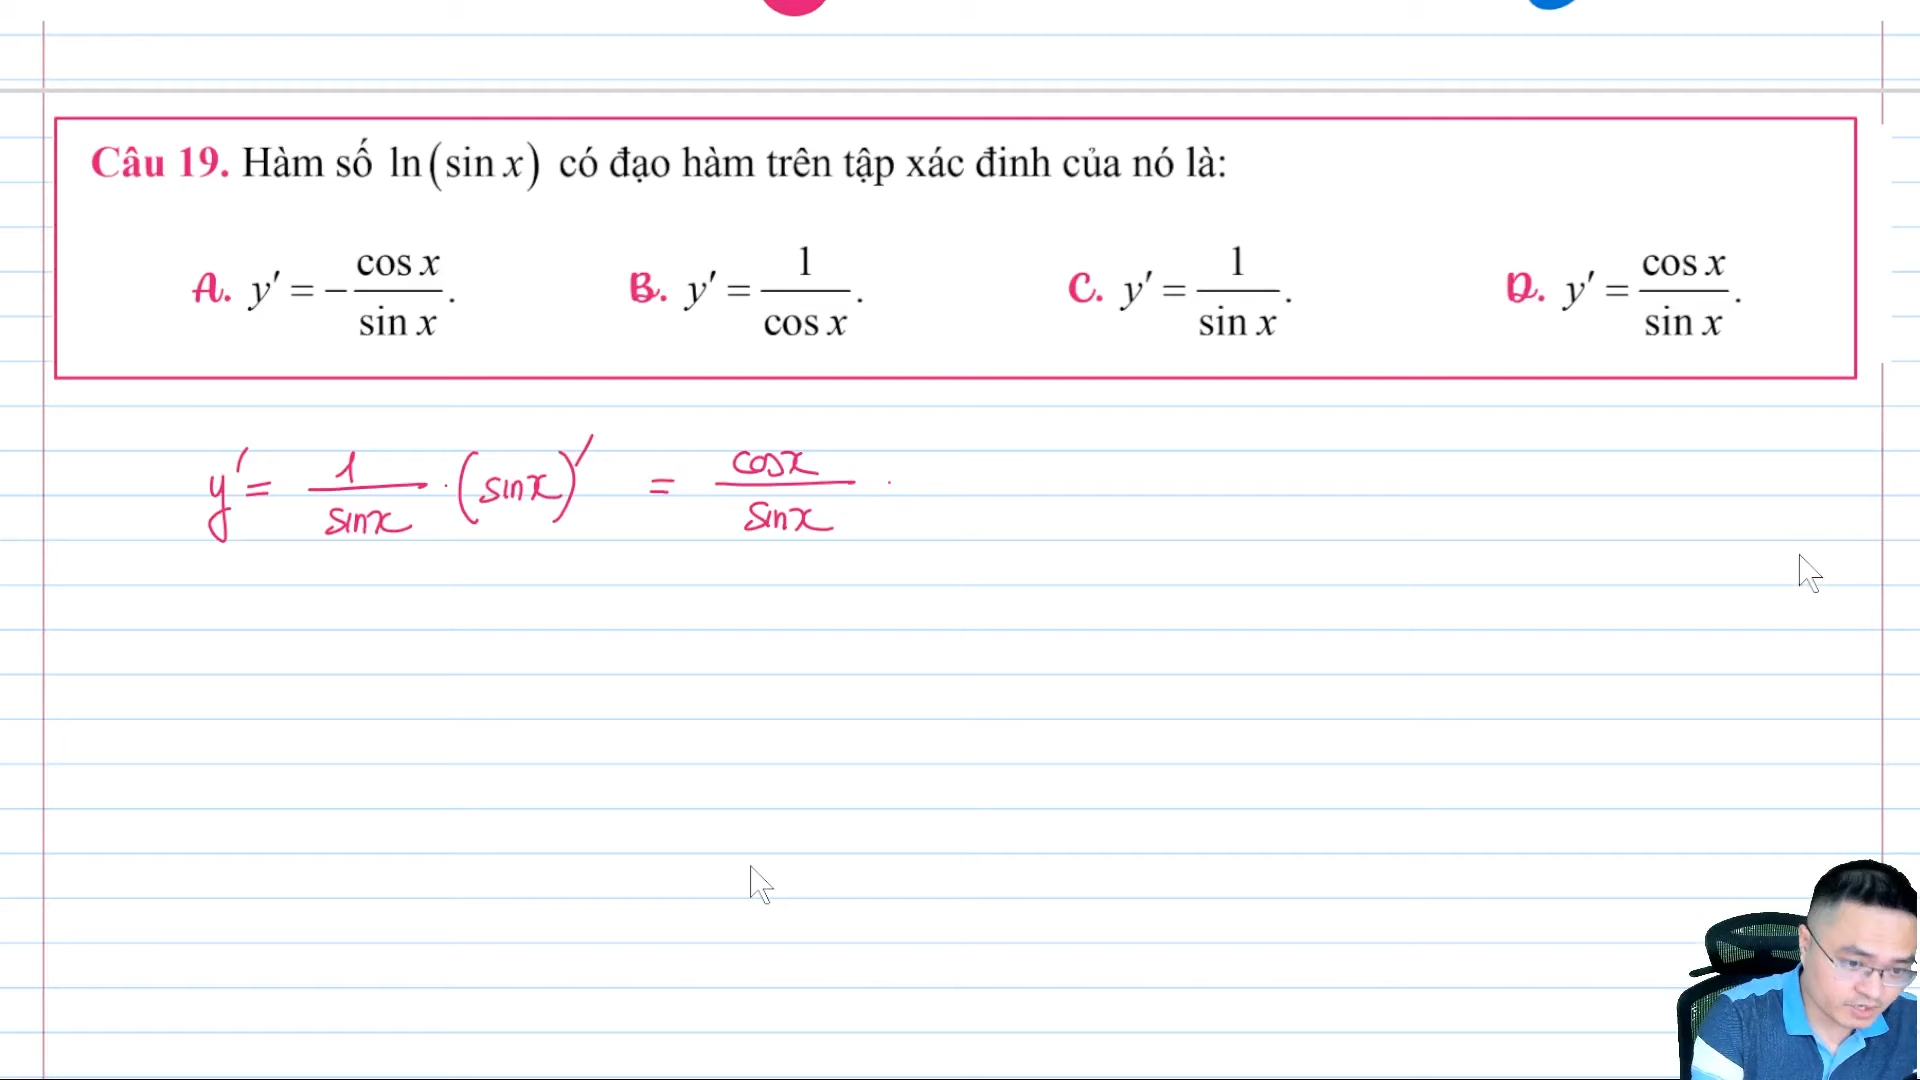 Câu 19. Hàm số ln(sin x) có đạo hàm trên tập xác đinh của nó là:
A. y' = -cos x/sin x. B. y' = 1/cos x. C. y' = 1/sin x. D. y' = cos x/sin x.
y' = 1/sinx · (sinx)' = cosx/sinx ·